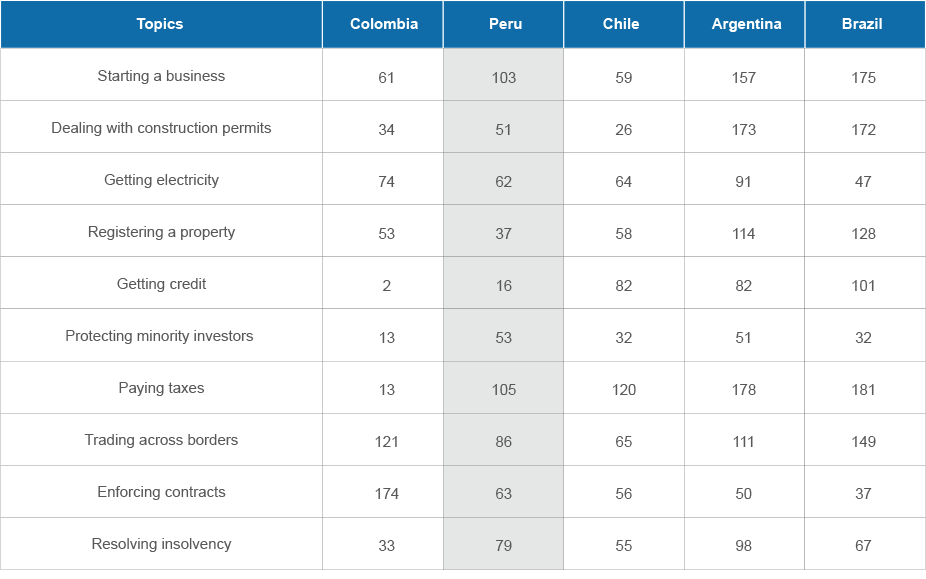 Topics Colombia Peru Chile Argentina Brazil
Starting a business 61 103 59 157 175
Dealing with construction permits 34 51 26 173 172
Getting electricity 74 62 64 91 47
Registering a property 53 37 58 114 128
Getting credit 2 16 82 82 101
Protecting minority investors 13 53 32 51 32
Paying taxes 13 105 120 178 181
Trading across borders 121 86 65 111 149
Enforcing contracts 174 63 56 50 37
Resolving insolvency 33 79 55 98 67